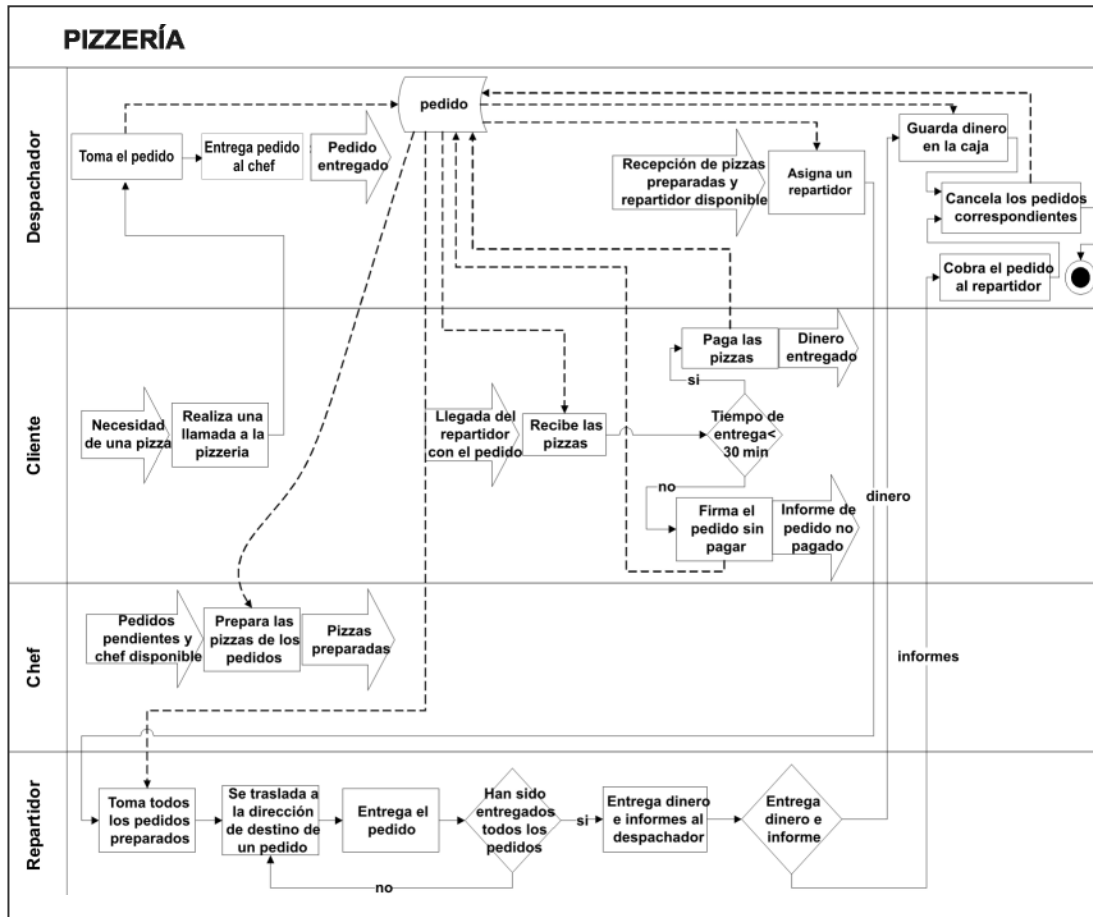 PIZZERÍA
Despachador
pedido
Toma el pedido
Entrega pedido
al chef
Pedido
entregado
Recepción de pizzas
preparadas y
repartidor disponible
Asigna un
repartidor
Guarda dinero
en la caja
Cancela los pedidos
correspondientes
Cobra el pedido
al repartidor
Cliente
Necesidad
de una pizza
Realiza una
llamada a la
pizzeria
Llegada del
repartidor
con el pedido
Recibe las
pizzas
Tiempo de
entrega<
30 min
si
Paga las
pizzas
Dinero
entregado
no
Firma el
pedido sin
pagar
Informe de
pedido no
pagado
dinero
Chef
Pedidos
pendientes y
chef disponible
Prepara las
pizzas de los
pedidos
Pizzas
preparadas
informes
Repartidor
Toma todos
los pedidos
preparados
Se traslada a
la dirección
de destino de
un pedido
Entrega el
pedido
Han sido
entregados
todos los
pedidos
si
no
Entrega dinero
e informes al
despachador
Entrega
dinero e
informe